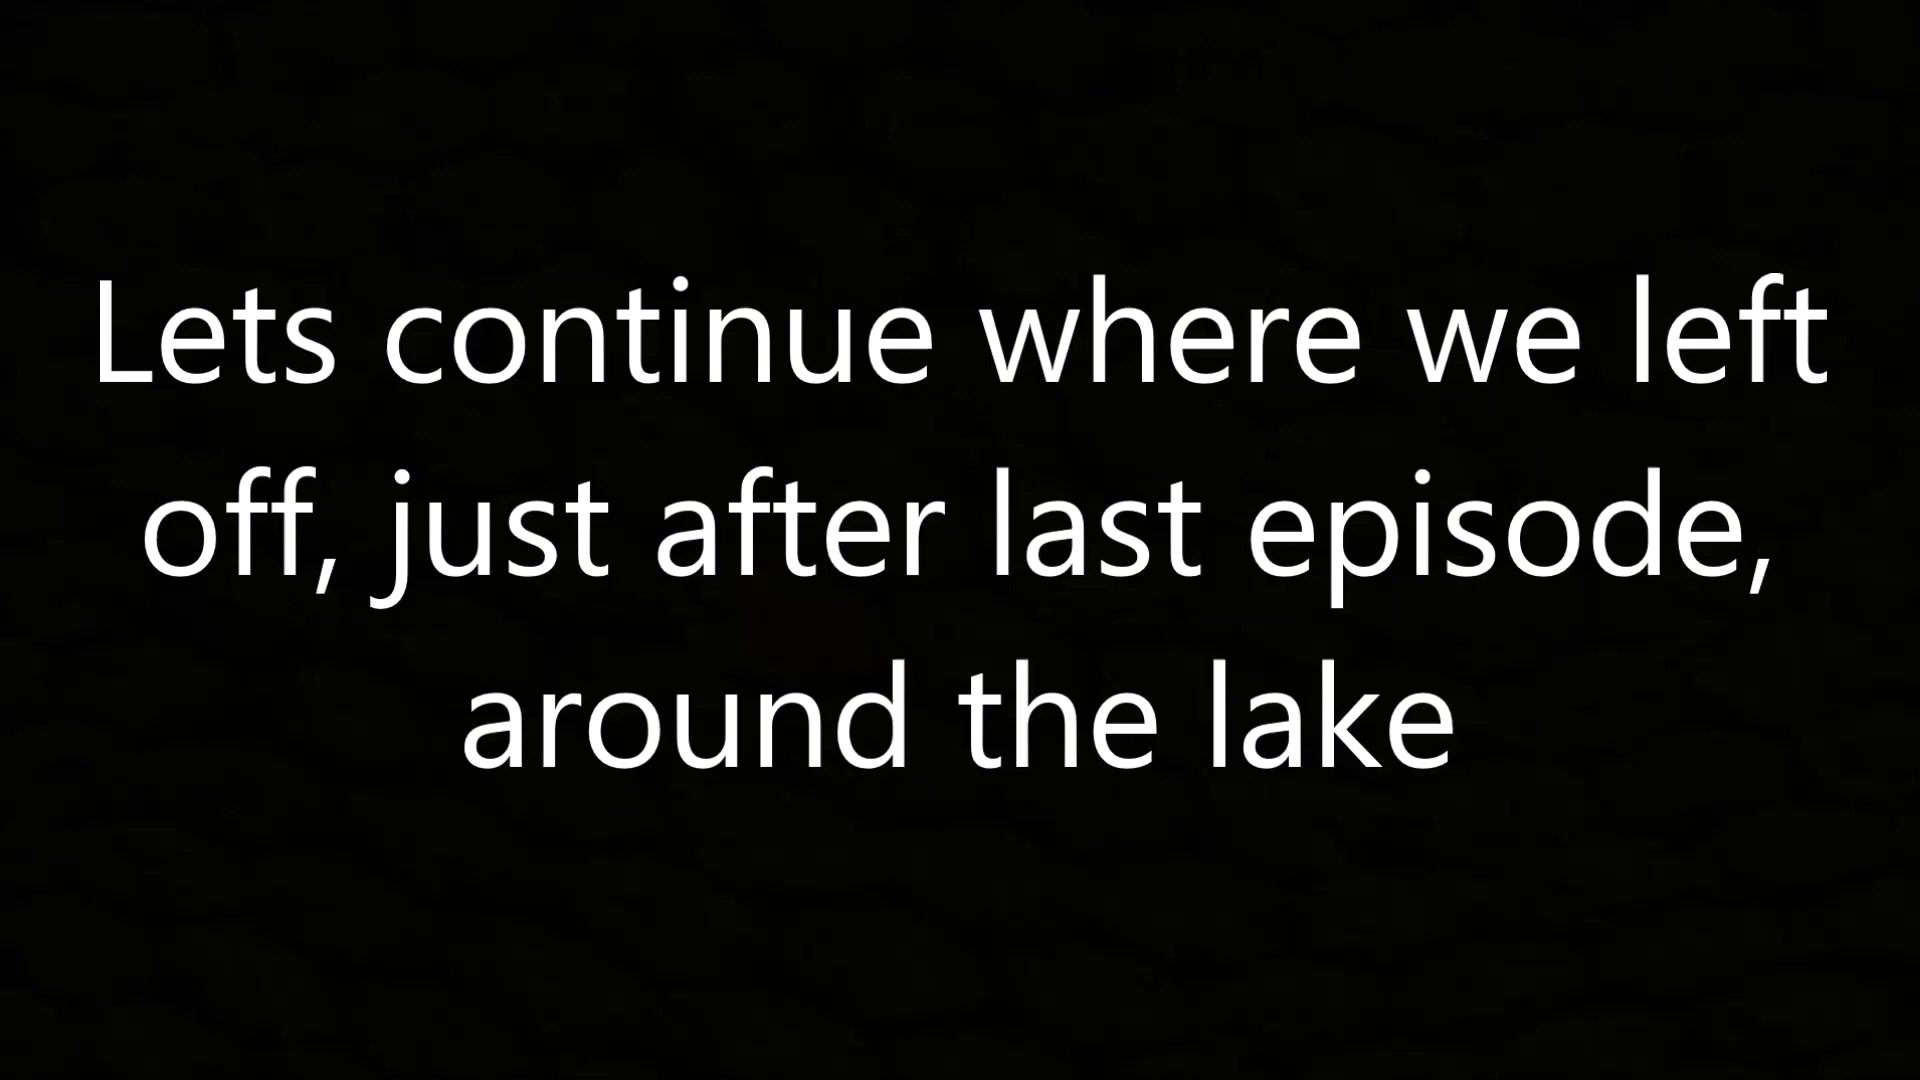 Lets continue where we left
off, just after last episode,
around the lake